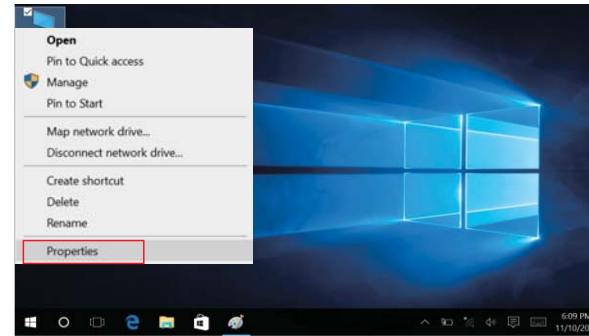 Open
Pin to Quick access
Manage
Pin to Start
Map network drive...
Disconnect network drive...
Create shortcut
Delete
Rename
Properties
6:09 PM